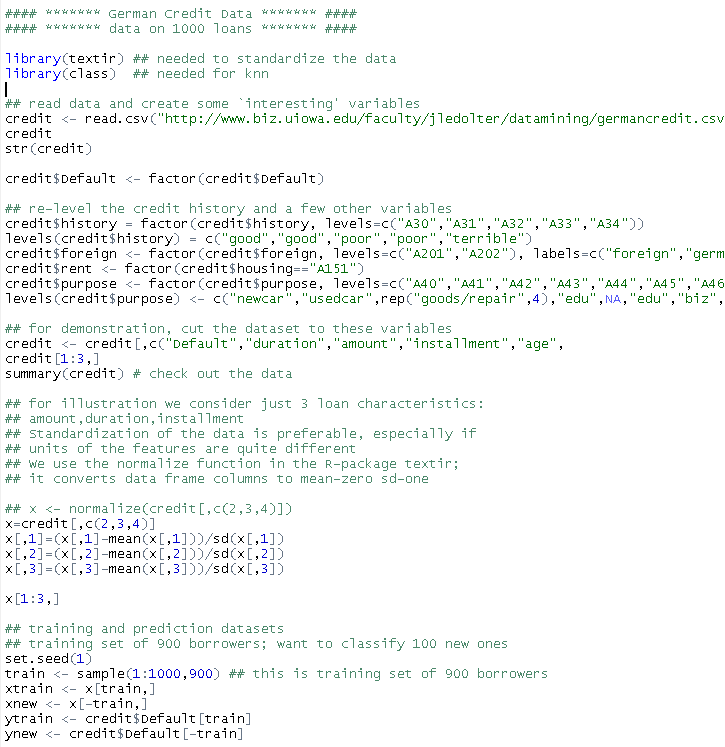 #### ******* German Credit Data ******* ####
#### ******* data on 1000 loans ******* ####
library(textir) ## needed to standardize the data
library(class)  ## needed for knn
## read data and create some `interesting' variables
credit <- read.csv("http://www.biz.uiowa.edu/faculty/jledolter/datamining/germancredit.csv
credit
str(credit)
credit$Default <- factor(credit$Default)
## re-level the credit history and a few other variables
credit$history = factor(credit$history, levels=c("A30","A31","A32","A33","A34"))
levels(credit$history) = c("good","good","poor","poor","terrible")
credit$foreign <- factor(credit$foreign, levels=c("A201","A202"), labels=c("foreign","germ
credit$rent <- factor(credit$housing=="A151")
credit$purpose <- factor(credit$purpose, levels=c("A40","A41","A42","A43","A44","A45","A46
levels(credit$purpose) <- c("newcar","usedcar",rep("goods/repair",4),"edu",NA,"edu","biz",
## for demonstration, cut the dataset to these variables
credit <- credit[,c("Default","duration","amount","installment","age",
credit[1:3,]
summary(credit) # check out the data
## for illustration we consider just 3 loan characteristics:
## amount,duration,installment
## Standardization of the data is preferable, especially if
## units of the features are quite different
## We use the normalize function in the R-package textir;
## it converts data frame columns to mean-zero sd-one
## x <- normalize(credit[,c(2,3,4)])
x=credit[,c(2,3,4)]
x[,1]=(x[,1]-mean(x[,1]))/sd(x[,1])
x[,2]=(x[,2]-mean(x[,2]))/sd(x[,2])
x[,3]=(x[,3]-mean(x[,3]))/sd(x[,3])
x[1:3,]
## training and prediction datasets
## training set of 900 borrowers; want to classify 100 new ones
set.seed(1)
train <- sample(1:1000,900) ## this is training set of 900 borrowers
xtrain <- x[train,]
xnew <- x[-train,]
ytrain <- credit$Default[train]
ynew <- credit$Default[-train]